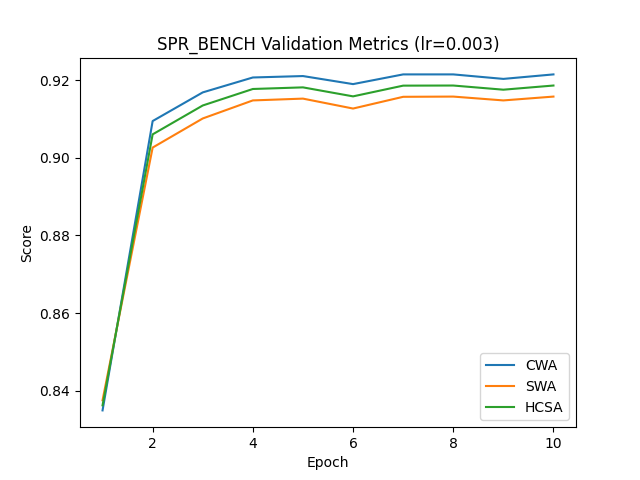 SPR_BENCH Validation Metrics (lr=0.003)
0.92
0.90
0.88
0.86
0.84
Score
2
4
6
8
10
Epoch
CWA
SWA
HCSA